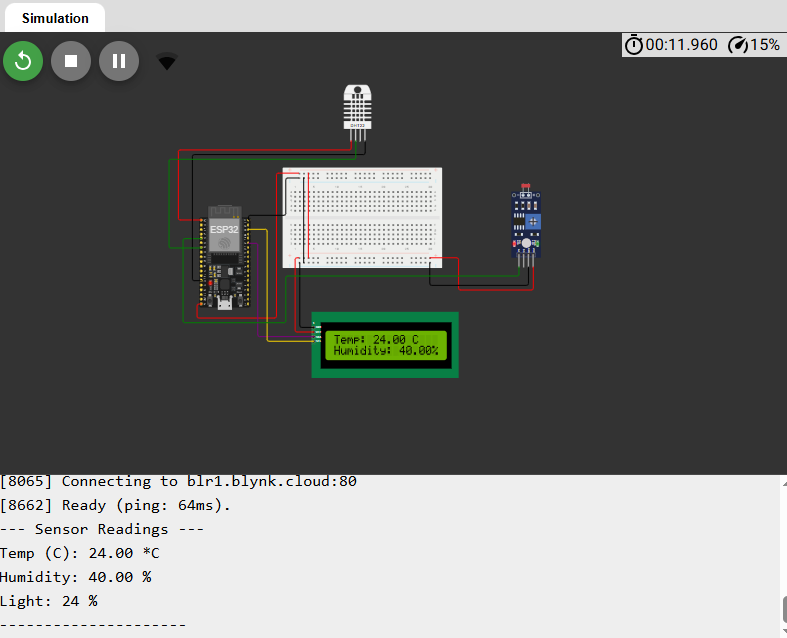 Simulation
00:11.960 15%
DHT22
ESP32
Temp: 24.00 C
Humidity: 40.00%
[8065] Connecting to blr1.blynk.cloud:80
[8662] Ready (ping: 64ms).
--- Sensor Readings ---
Temp (C): 24.00 *C
Humidity: 40.00 %
Light: 24 %
---------------------